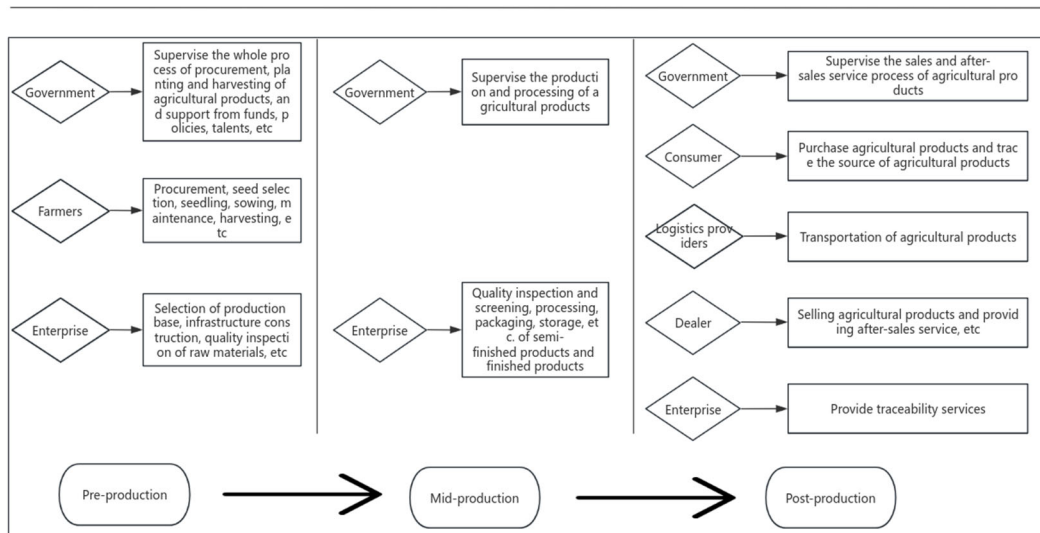 Government
Supervise the whole pro
cess of procurement, pla
nting and harvesting of
agricultural products, an
d support from funds, p
olicies, talents, etc
Farmers
Procurement, seed selec
tion, seedling, sowing, m
aintenance, harvesting, e
tc
Enterprise
Selection of production
base, infrastructure cons
truction, quality inspecti
on of raw materials, etc
Government
Supervise the producti
on and processing of a
gricultural products
Enterprise
Quality inspection and
screening, processing,
packaging, storage, et
c. of semi-
finished products and
finished products
Government
Supervise the sales and after-
sales service process of agricultural pro
ducts
Consumer
Purchase agricultural products and trac
e the source of agricultural products
Logistics prov
iders
Transportation of agricultural products
Dealer
Selling agricultural products and provid
ing after-sales service, etc
Enterprise
Provide traceability services
Pre-production
Mid-production
Post-production